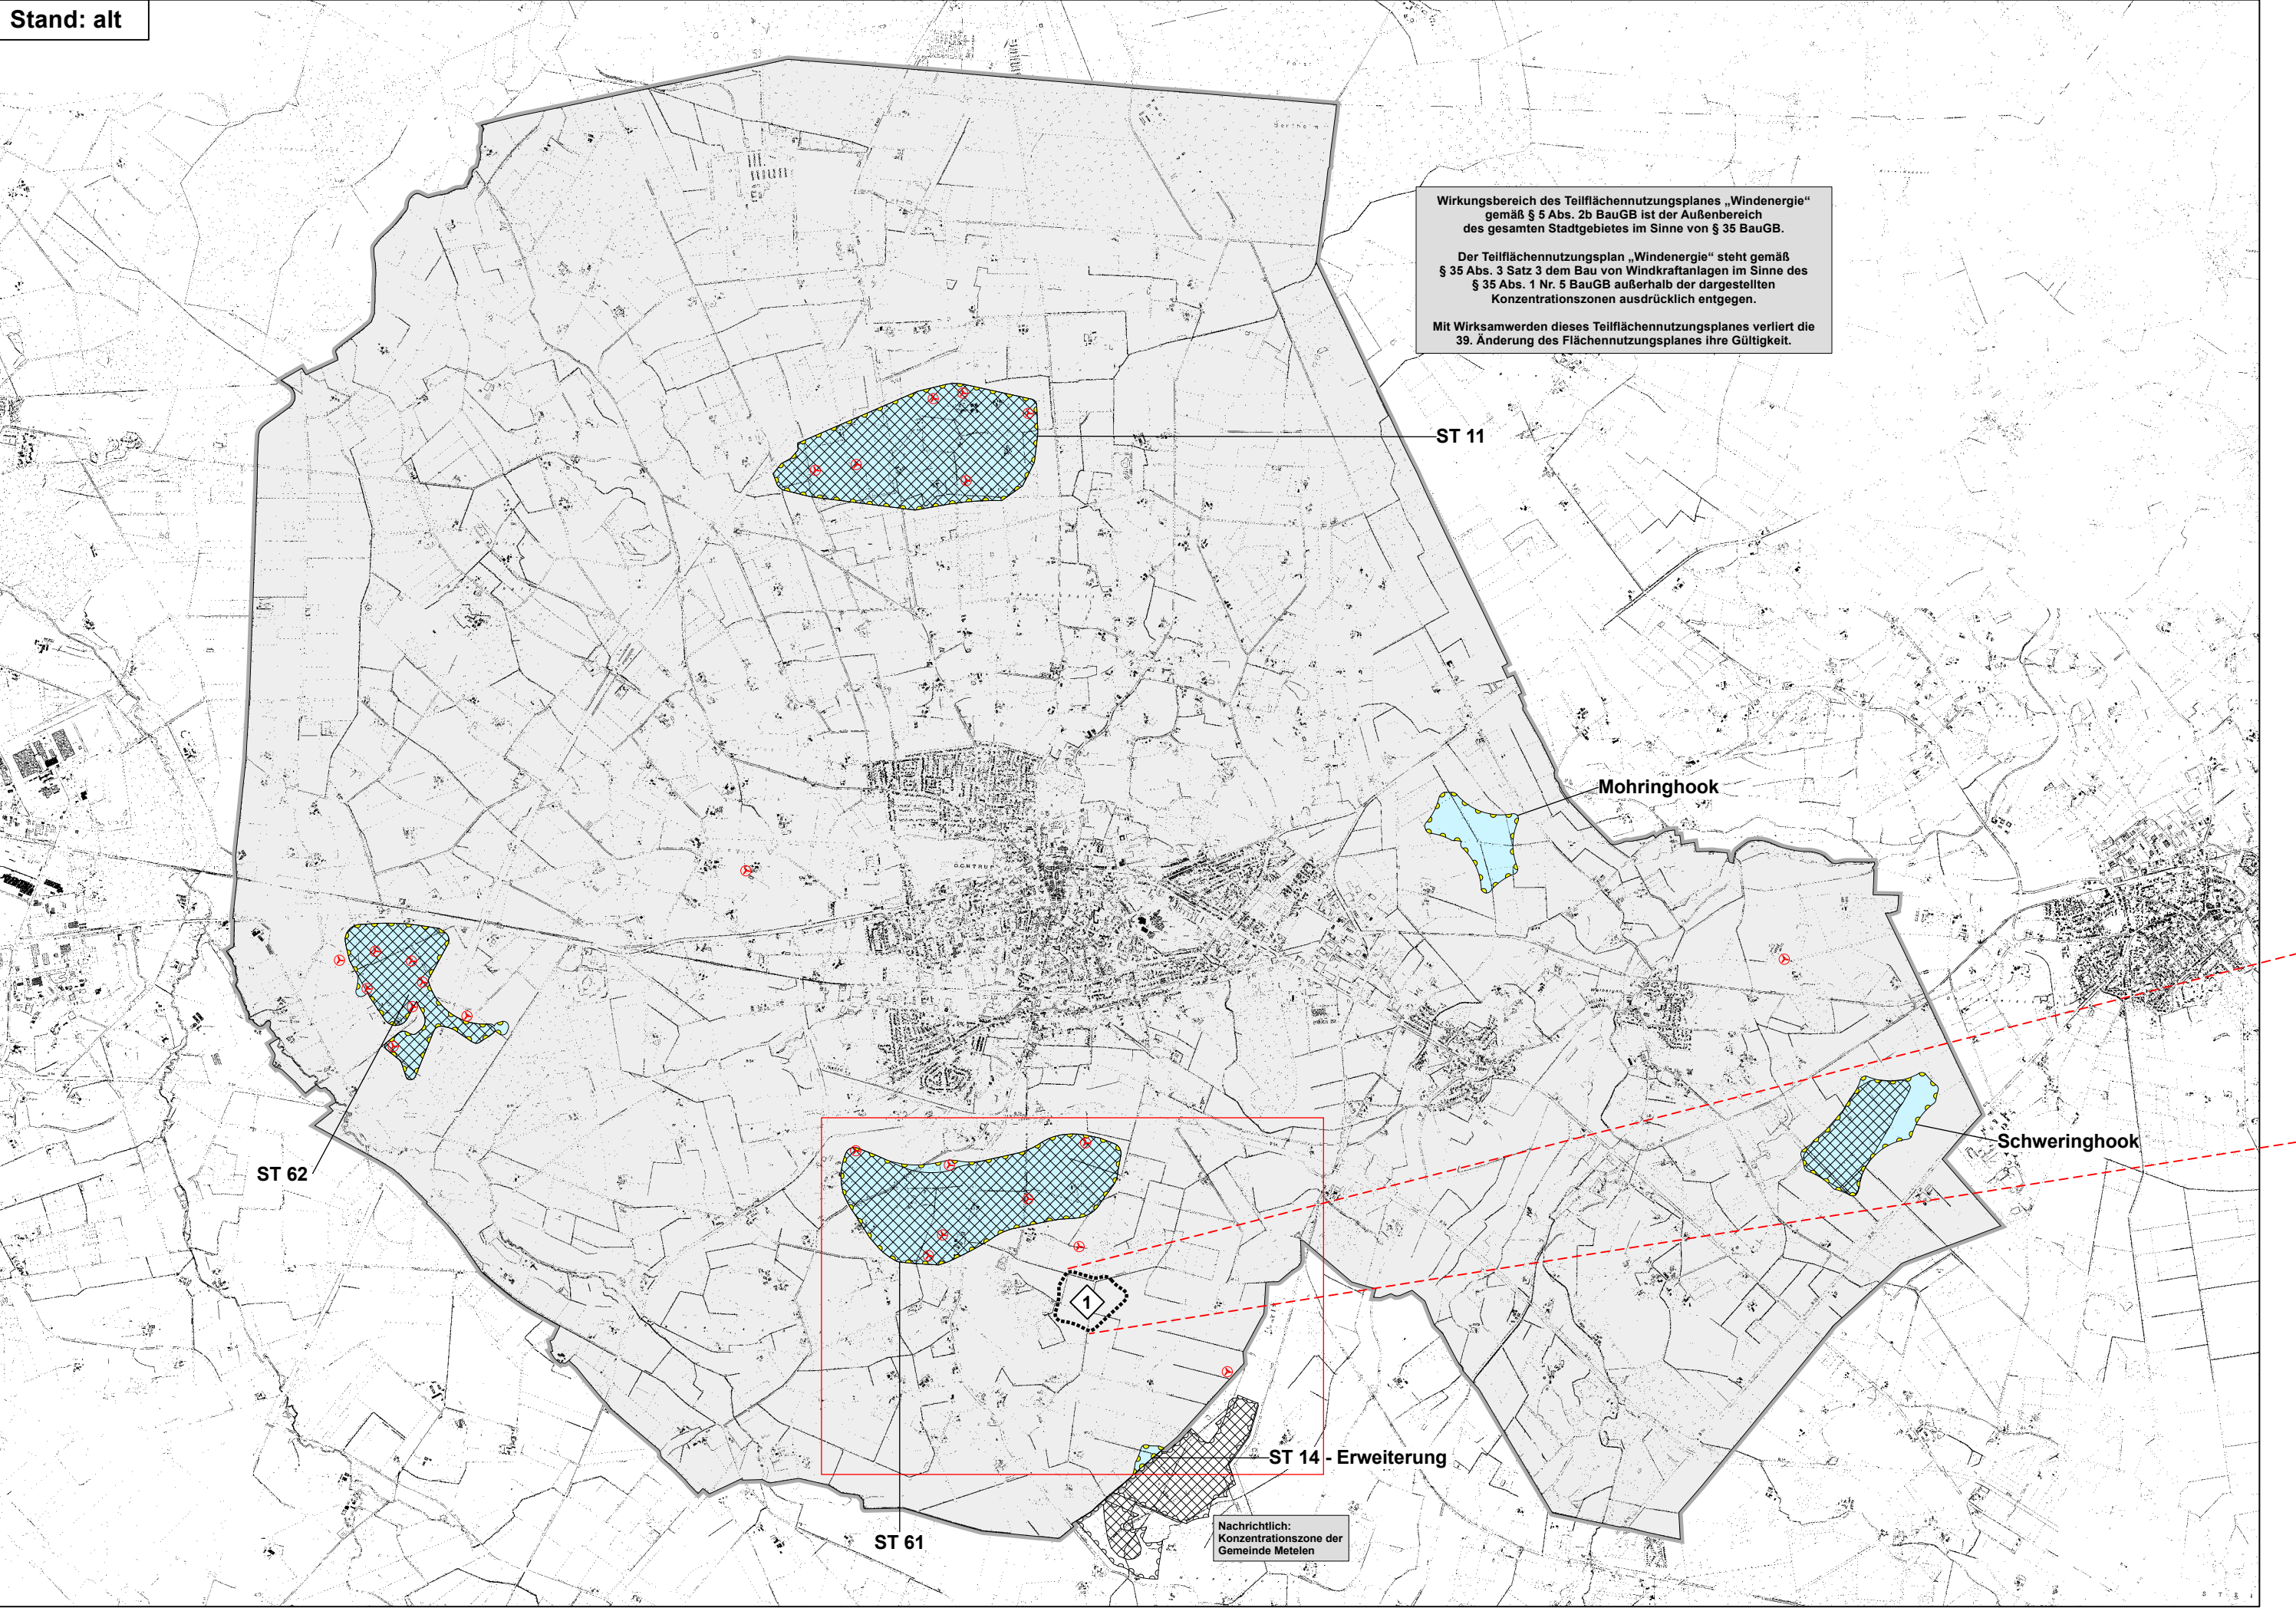 Stand: alt
Wirkungsbereich des Teilflächennutzungsplanes „Windenergie“
gemäß § 5 Abs. 2b BauGB ist der Außenbereich
des gesamten Stadtgebietes im Sinne von § 35 BauGB.
Der Teilflächennutzungsplan „Windenergie“ steht gemäß
§ 35 Abs. 3 Satz 3 dem Bau von Windkraftanlagen im Sinne des
§ 35 Abs. 1 Nr. 5 BauGB außerhalb der dargestellten
Konzentrationszonen ausdrücklich entgegen.
Mit Wirksamwerden dieses Teilflächennutzungsplanes verliert die
39. Änderung des Flächennutzungsplanes ihre Gültigkeit.
ST 11
Mohringhook
Schweringhook
ST 62
1
ST 14 - Erweiterung
ST 61
Nachrichtlich:
Konzentrationszone der
Gemeinde Metelen